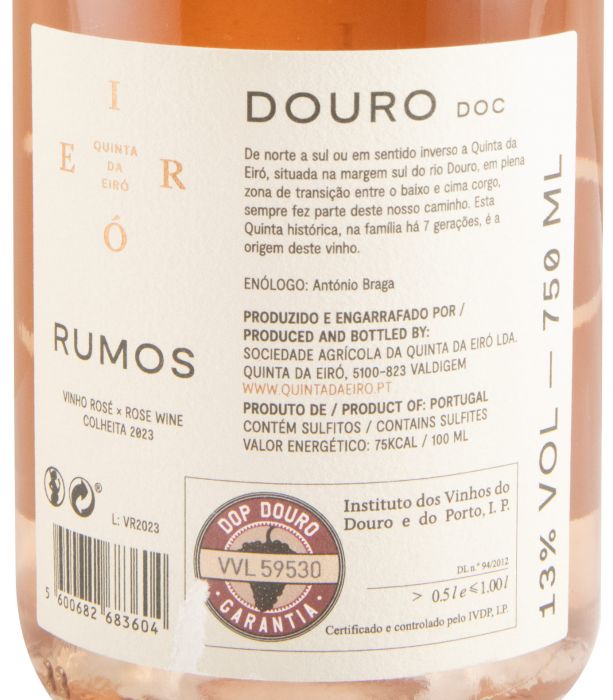 I
E QUINTA DA EIRÓ R
Ó
RUMOS
VINHO ROSÉ x ROSE WINE
COLHEITA 2023
L: VR2023
5 600682 683604
DOURO DOC
De norte a sul ou em sentido inverso a Quinta da
Eiró, situada na margem sul do rio Douro, em plena
zona de transição entre o baixo e cima corgo,
sempre fez parte deste nosso caminho. Esta
Quinta histórica, na família há 7 gerações, é a
origem deste vinho.
ENÓLOGO: António Braga
PRODUZIDO E ENGARRAFADO POR /
PRODUCED AND BOTTLED BY:
SOCIEDADE AGRÍCOLA DA QUINTA DA EIRÓ LDA.
QUINTA DA EIRÓ, 5100-823 VALDIGEM
WWW.QUINTADAEIRO.PT
PRODUTO DE / PRODUCT OF: PORTUGAL
CONTÉM SULFITOS / CONTAINS SULFITES
VALOR ENERGÉTICO: 75KCAL / 100 ML
13% VOL — 750 ML
DOP DOURO
VVL 59530
GARANTIA
Instituto dos Vinhos do
Douro e do Porto, I. P.
DL n.º 94/2012
> 0.5 l e ≤ 1.00 l
Certificado e controlado pelo IVDP, I.P.